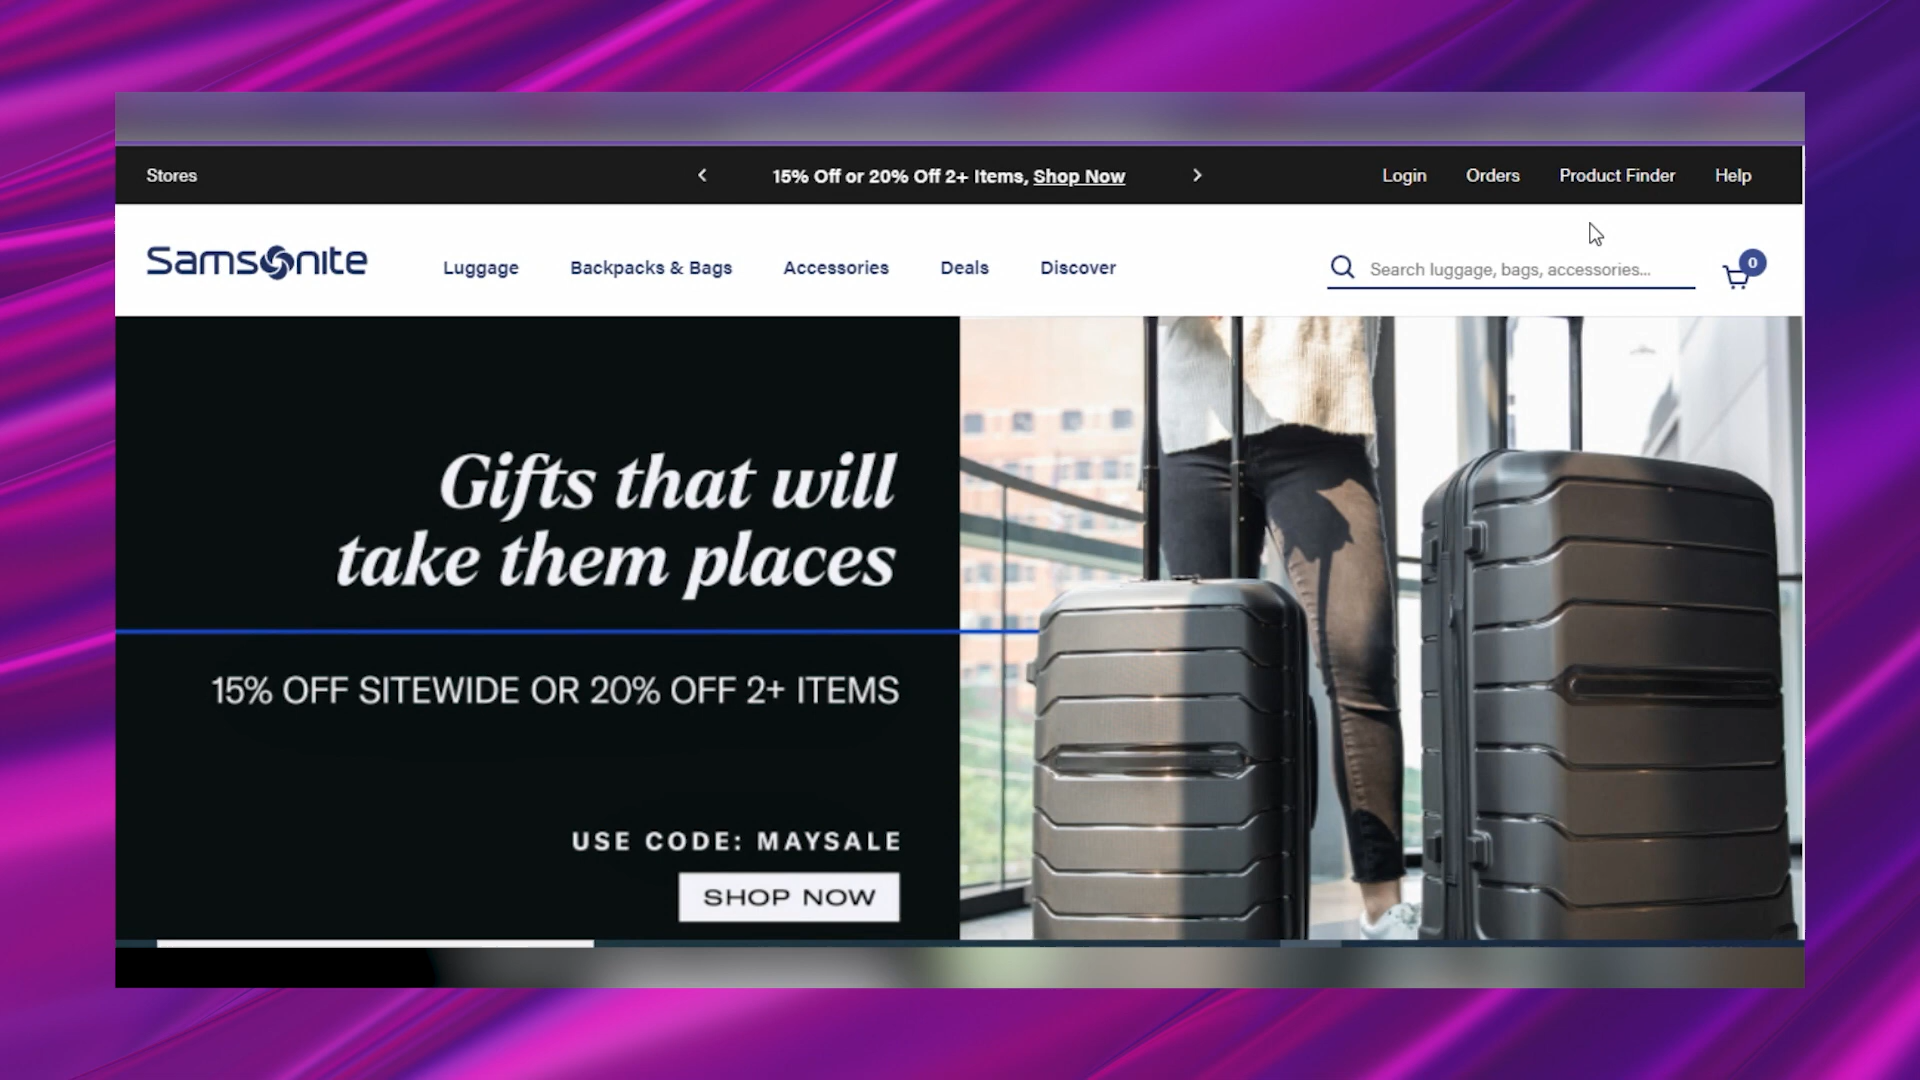 Stores
15% Off or 20% Off 2+ Items, Shop Now
Login Orders Product Finder Help
Samsonite
Luggage Backpacks & Bags Accessories Deals Discover
Search luggage, bags, accessories...
0
Gifts that will
take them places
15% OFF SITEWIDE OR 20% OFF 2+ ITEMS
USE CODE: MAYSALE
SHOP NOW